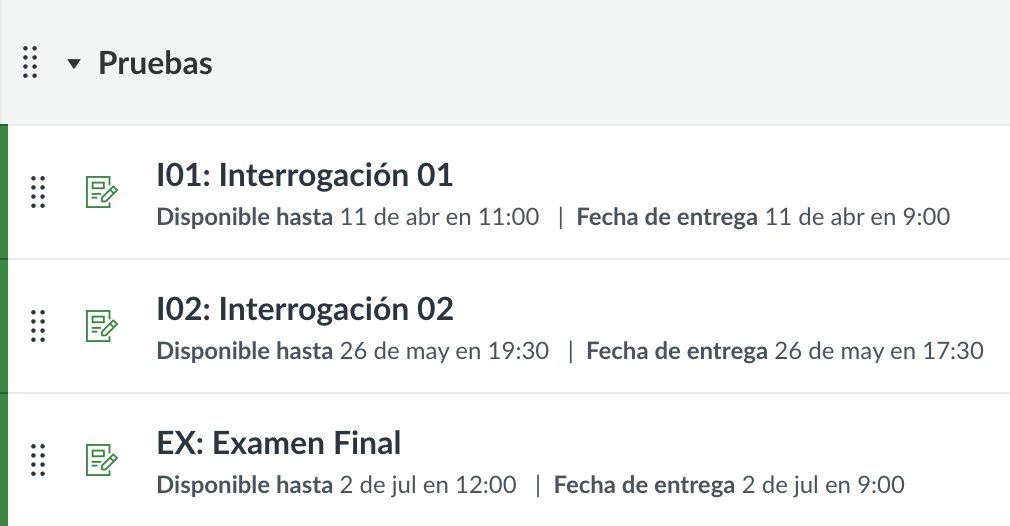 Pruebas
I01: Interrogación 01
Disponible hasta 11 de abr en 11:00 | Fecha de entrega 11 de abr en 9:00
I02: Interrogación 02
Disponible hasta 26 de may en 19:30 | Fecha de entrega 26 de may en 17:30
EX: Examen Final
Disponible hasta 2 de jul en 12:00 | Fecha de entrega 2 de jul en 9:00